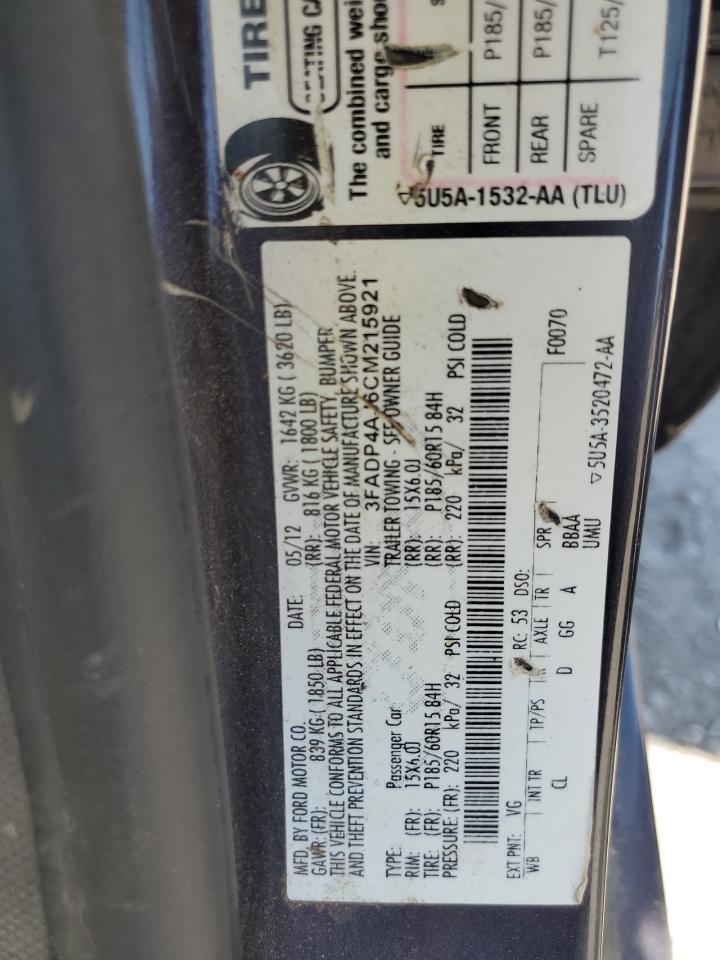 MFD. BY FORD MOTOR CO.
DATE: 05/12 GVWR: 1642 KG ( 3620 LB)
GAWR: (FR): 839 KG ( 1850 LB) (RR): 816 KG ( 1800 LB)
THIS VEHICLE CONFORMS TO ALL APPLICABLE FEDERAL MOTOR VEHICLE SAFETY, BUMPER
AND THEFT PREVENTION STANDARDS IN EFFECT ON THE DATE OF MANUFACTURE SHOWN ABOVE.
VIN: 3FADP4AJ6CM215921
TYPE: Passenger Car TRAILER TOWING - SEE OWNER GUIDE
RIM: (FR): 15X6.0J (RR): 15X6.0J
TIRE: (FR): P185/60R15 84H (RR): P185/60R15 84H
PRESSURE: (FR): 220 kPa/ 32 PSI COLD (RR): 220 kPa/ 32 PSI COLD
EXT PNT: VG RC: 53 DSO: F0070
WB INT TR TP/PS R AXLE TR SPR
CL D GG A BBAA
UMU
▽5U5A-3520472-AA
TIRE
SEATING CA
The combined wei
and cargo shou
TIRE S
FRONT P185/
REAR P185/
SPARE T125/
▽5U5A-1532-AA (TLU)